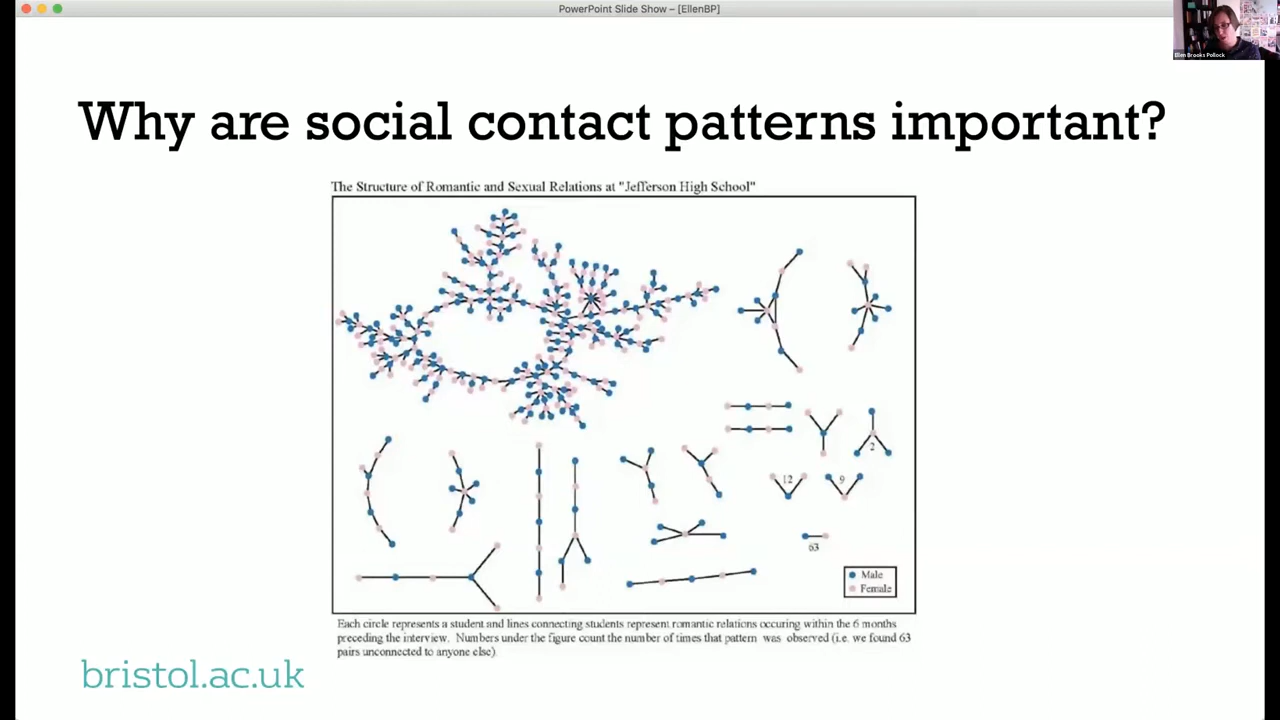 PowerPoint Slide Show – [EllenBP]
Ellen Brooks Pollock
Why are social contact patterns important?
The Structure of Romantic and Sexual Relations at "Jefferson High School"
2
12
9
63
Male
Female
Each circle represents a student and lines connecting students represent romantic relations occuring within the 6 months
preceding the interview. Numbers under the figure count the number of times that pattern was observed (i.e. we found 63
pairs unconnected to anyone else).
bristol.ac.uk